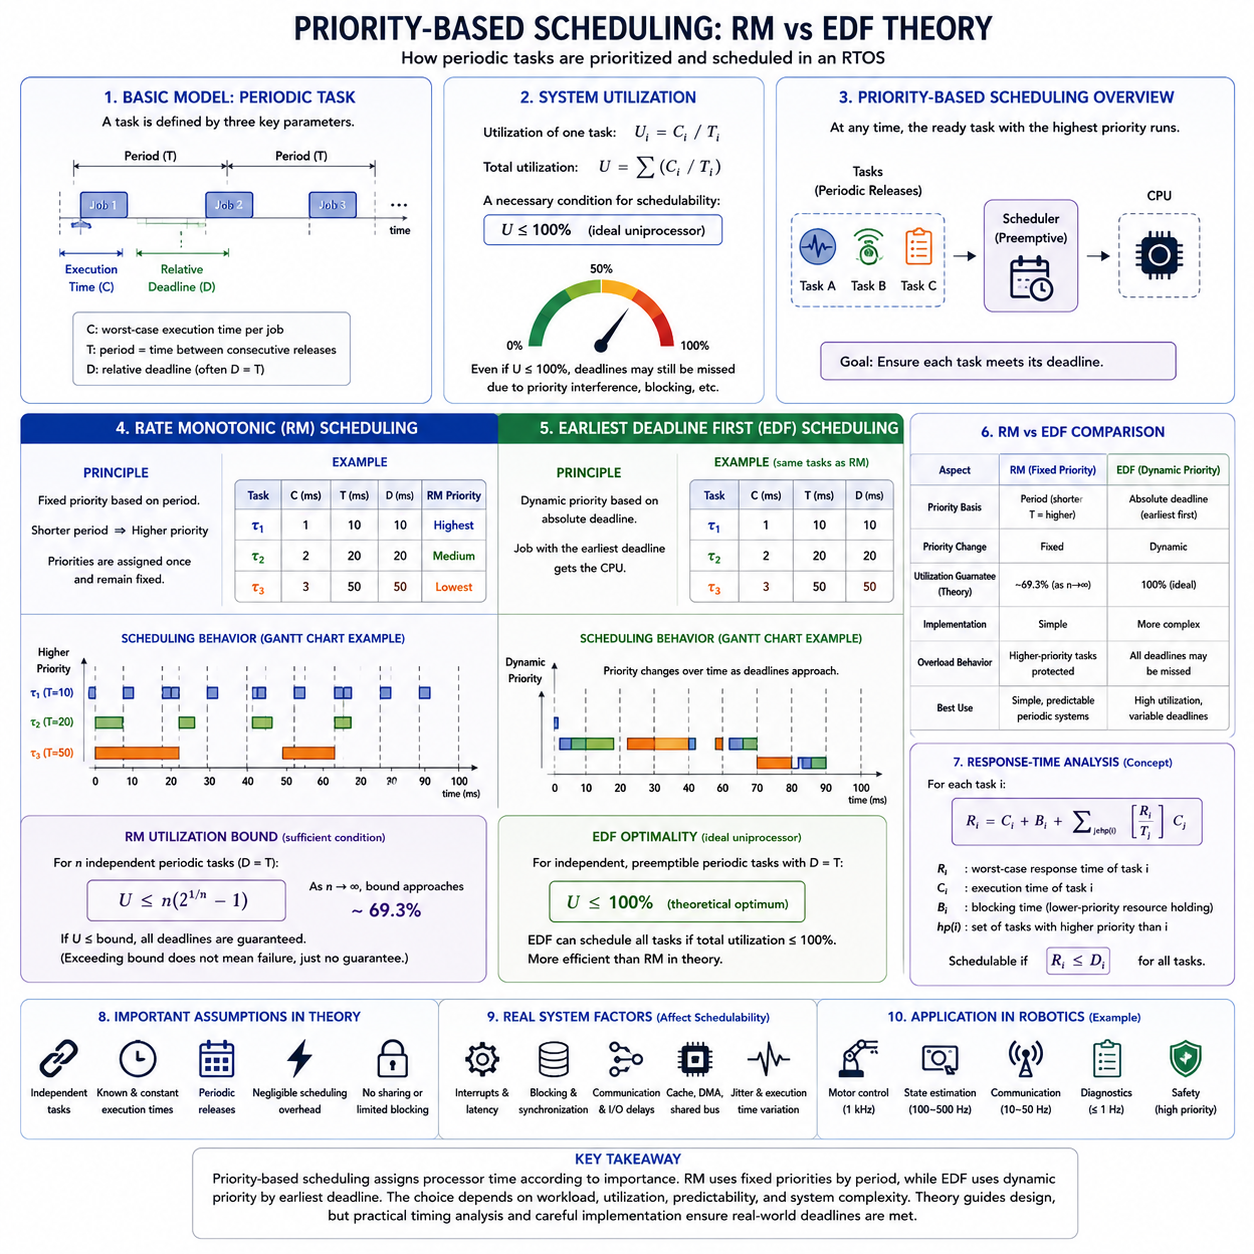 PRIORITY-BASED SCHEDULING: RM vs EDF THEORY
How periodic tasks are prioritized and scheduled in an RTOS
1. BASIC MODEL: PERIODIC TASK
A task is defined by three key parameters.
Period (T)
Period (T)
Job 1
Job 2
Job 3
...
time
Execution
Time (C)
Relative
Deadline (D)
C: worst-case execution time per job
T: period = time between consecutive releases
D: relative deadline (often D = T)
2. SYSTEM UTILIZATION
Utilization of one task: U_i = C_i / T_i
Total utilization: U = ∑ (C_i / T_i)
A necessary condition for schedulability:
U ≤ 100% (ideal uniprocessor)
50%
0%
100%
Even if U ≤ 100%, deadlines may still be missed
due to priority interference, blocking, etc.
3. PRIORITY-BASED SCHEDULING OVERVIEW
At any time, the ready task with the highest priority runs.
Tasks
(Periodic Releases)
Task A
Task B
Task C
Scheduler
(Preemptive)
CPU
Goal: Ensure each task meets its deadline.
4. RATE MONOTONIC (RM) SCHEDULING
PRINCIPLE
Fixed priority based on period.
Shorter period ⇒ Higher priority
Priorities are assigned once
and remain fixed.
EXAMPLE
Task C (ms) T (ms) D (ms) RM Priority
τ1 1 10 10 Highest
τ2 2 20 20 Medium
τ3 3 50 50 Lowest
SCHEDULING BEHAVIOR (GANTT CHART EXAMPLE)
Higher
Priority
τ1 (T=10)
τ2 (T=20)
τ3 (T=50)
0 10 20 30 40 50 60 20 90 100
time (ms)
RM UTILIZATION BOUND (sufficient condition)
For n independent periodic tasks (D = T):
U ≤ n(2^{1/n} − 1)
As n → ∞, bound approaches
~ 69.3%
If U ≤ bound, all deadlines are guaranteed.
(Exceeding bound does not mean failure, just no guarantee.)
5. EARLIEST DEADLINE FIRST (EDF) SCHEDULING
PRINCIPLE
Dynamic priority based on
absolute deadline.
Job with the earliest deadline
gets the CPU.
EXAMPLE (same tasks as RM)
Task C (ms) T (ms) D (ms)
τ1 1 10 10
τ2 2 20 20
τ3 3 50 50
SCHEDULING BEHAVIOR (GANTT CHART EXAMPLE)
Dynamic
Priority
Priority changes over time as deadlines approach.
0 10 20 30 40 50 60 70 80 90 100
time (ms)
EDF OPTIMALITY (ideal uniprocessor)
For independent, preemptible periodic tasks with D = T:
U ≤ 100% (theoretical optimum)
EDF can schedule all tasks if total utilization ≤ 100%.
More efficient than RM in theory.
6. RM vs EDF COMPARISON
Aspect RM (Fixed Priority) EDF (Dynamic Priority)
Priority Basis Period (shorter T = higher) Absolute deadline (earliest first)
Priority Change Fixed Dynamic
Utilization Guarnatee (Theory) ~69.3% (as n→∞) 100% (ideal)
Implementation Simple More complex
Overload Behavior Higher-priority tasks protected All deadlines may be missed
Best Use Simple, predictable periodic systems High utilization, variable deadlines
7. RESPONSE-TIME ANALYSIS (Concept)
For each task i:
R_i = C_i + B_i + ∑_{jεhp(i)} [R_i / T_j] C_j
R_i : worst-case response time of task i
C_i : execution time of task i
B_i : blocking time (lower-priority resource holding)
hp(i) : set of tasks with higher priority than i
Schedulable if R_i ≤ D_i for all tasks.
8. IMPORTANT ASSUMPTIONS IN THEORY
Independent
tasks
Known & constant
execution times
Periodic
releases
Negligible scheduling
overhead
No sharing or
limited blocking
9. REAL SYSTEM FACTORS (Affect Schedulability)
Interrupts &
latency
Blocking &
synchronization
Communication
& I/O delays
Cache, DMA,
shared bus
Jitter & execution
time variation
10. APPLICATION IN ROBOTICS (Example)
Motor control
(1 kHz)
State estimation
(100–500 Hz)
Communication
(10–50 Hz)
Diagnostics
(≤ 1 Hz)
Safety
(high priority)
KEY TAKEAWAY
Priority-based scheduling assigns processor time according to importance. RM uses fixed priorities by period, while EDF uses dynamic
priority by earliest deadline. The choice depends on workload, utilization, predictability, and system complexity. Theory guides design,
but practical timing analysis and careful implementation ensure real-world deadlines are met.